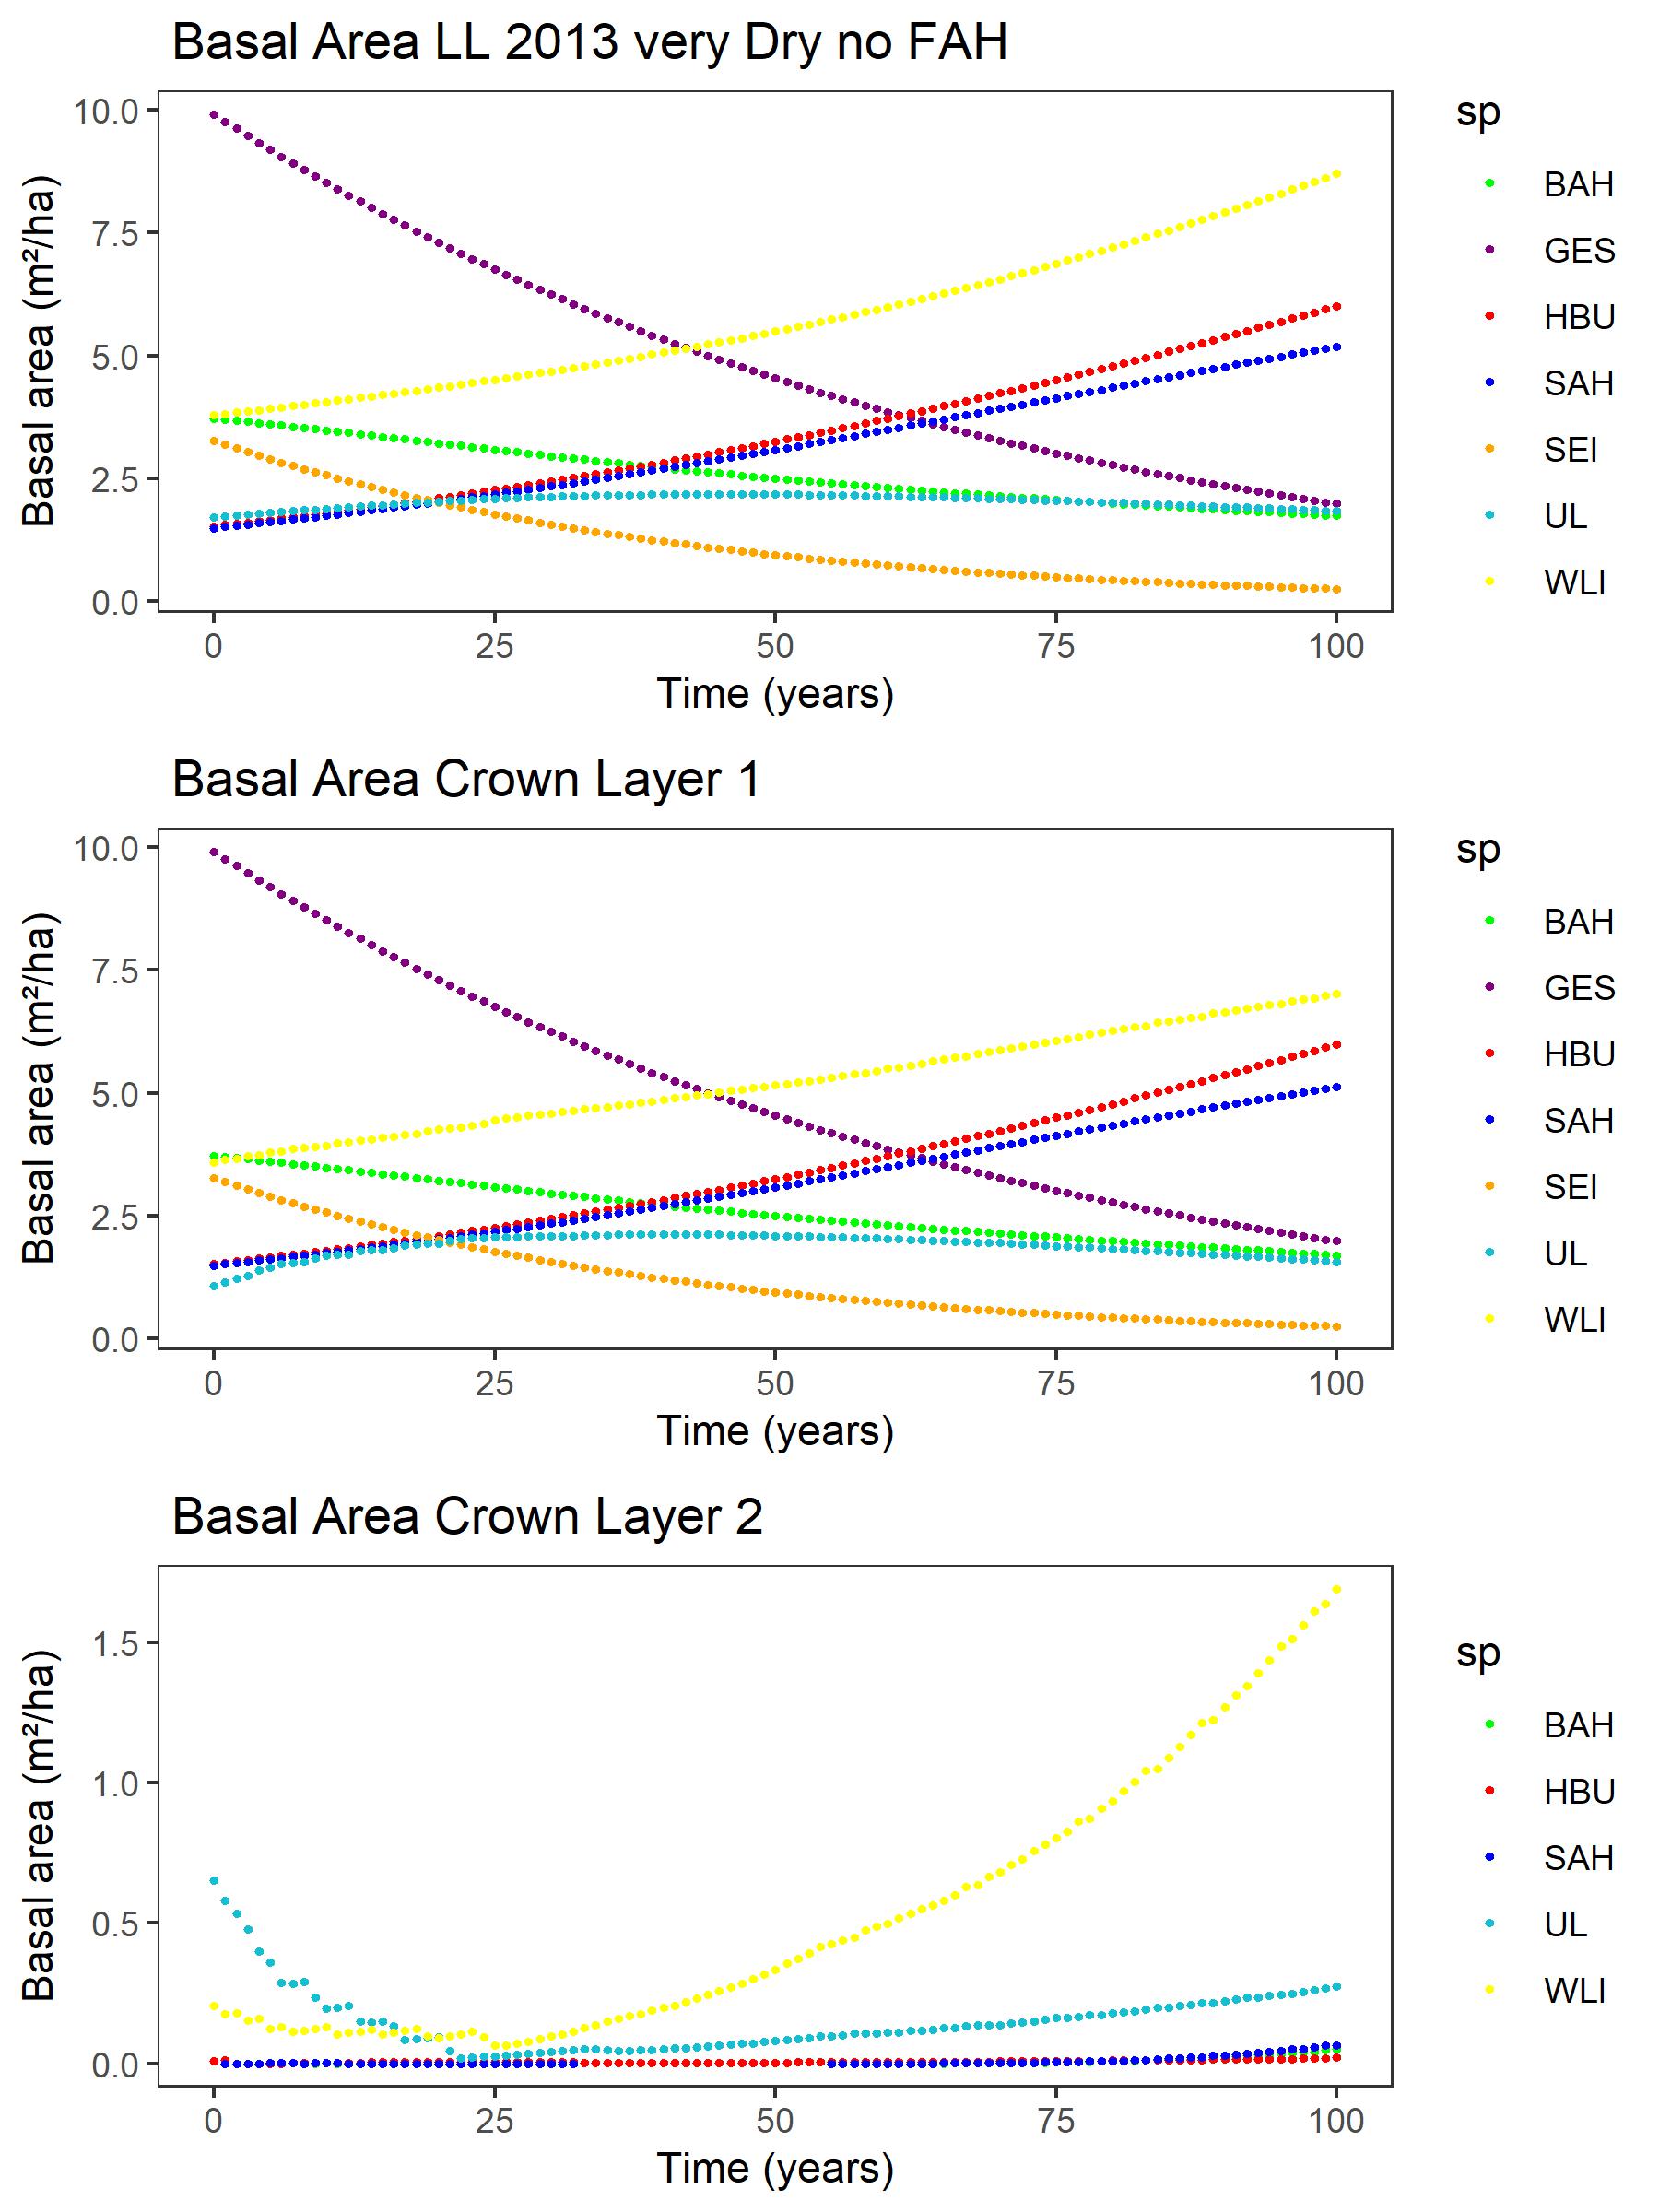 Basal Area LL 2013 very Dry no FAH
Basal area (m²/ha)
10.0
7.5
5.0
2.5
0.0
0 25 50 75 100
Time (years)
sp
BAH
GES
HBU
SAH
SEI
UL
WLI
Basal Area Crown Layer 1
Basal area (m²/ha)
10.0
7.5
5.0
2.5
0.0
0 25 50 75 100
Time (years)
sp
BAH
GES
HBU
SAH
SEI
UL
WLI
Basal Area Crown Layer 2
Basal area (m²/ha)
1.5
1.0
0.5
0.0
0 25 50 75 100
Time (years)
sp
BAH
HBU
SAH
UL
WLI